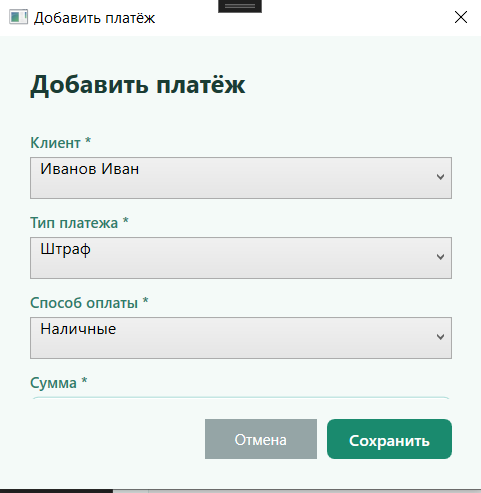 Добавить платёж
Добавить платёж
Клиент *
Иванов Иван
Тип платежа *
Штраф
Способ оплаты *
Наличные
Сумма *
Отмена
Сохранить